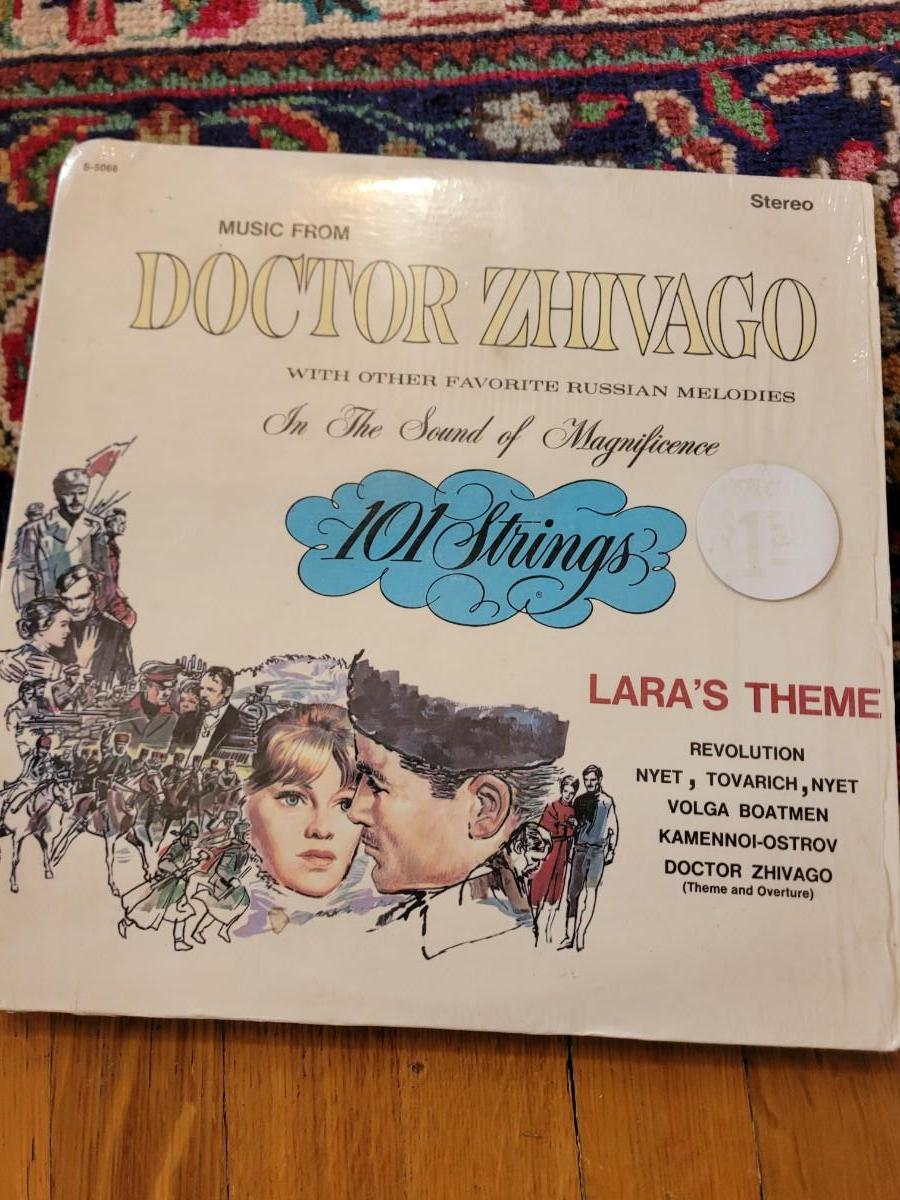 S-5068
Stereo
MUSIC FROM
DOCTOR ZHIVAGO
WITH OTHER FAVORITE RUSSIAN MELODIES
In The Sound of Magnificence
101 Strings
®
SPECIAL
LARA'S THEME
REVOLUTION
NYET, TOVARICH, NYET
VOLGA BOATMEN
KAMENNOI-OSTROV
DOCTOR ZHIVAGO
(Theme and Overture)